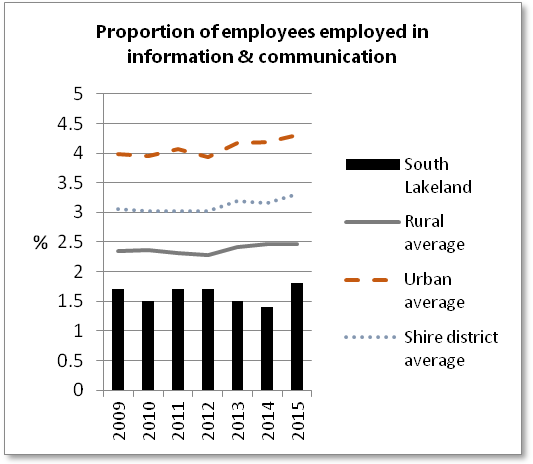 Proportion of employees employed in
information & communication
5
4.5
4
3.5
3
2.5
2
1.5
1
0.5
0
%
2009
2010
2011
2012
2013
2014
2015
South
Lakeland
Rural
average
Urban
average
Shire district
average